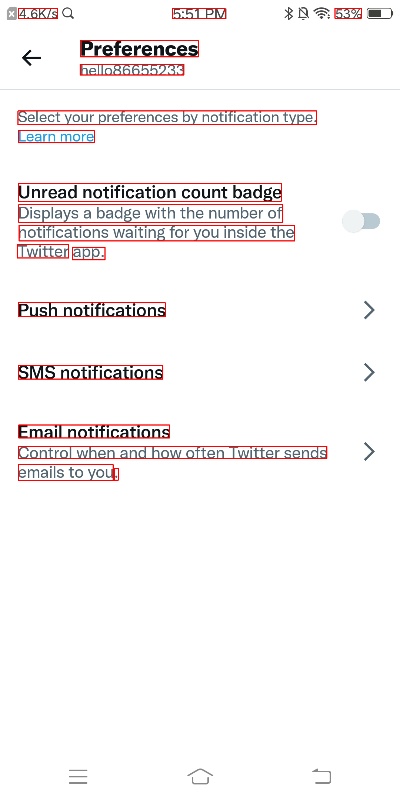 4.6K/s 5:51 PM 53%
Preferences
hello86655233
Select your preferences by notification type.
Learn more
Unread notification count badge
Displays a badge with the number of
notifications waiting for you inside the
Twitter app.
Push notifications
SMS notifications
Email notifications
Control when and how often Twitter sends
emails to you.